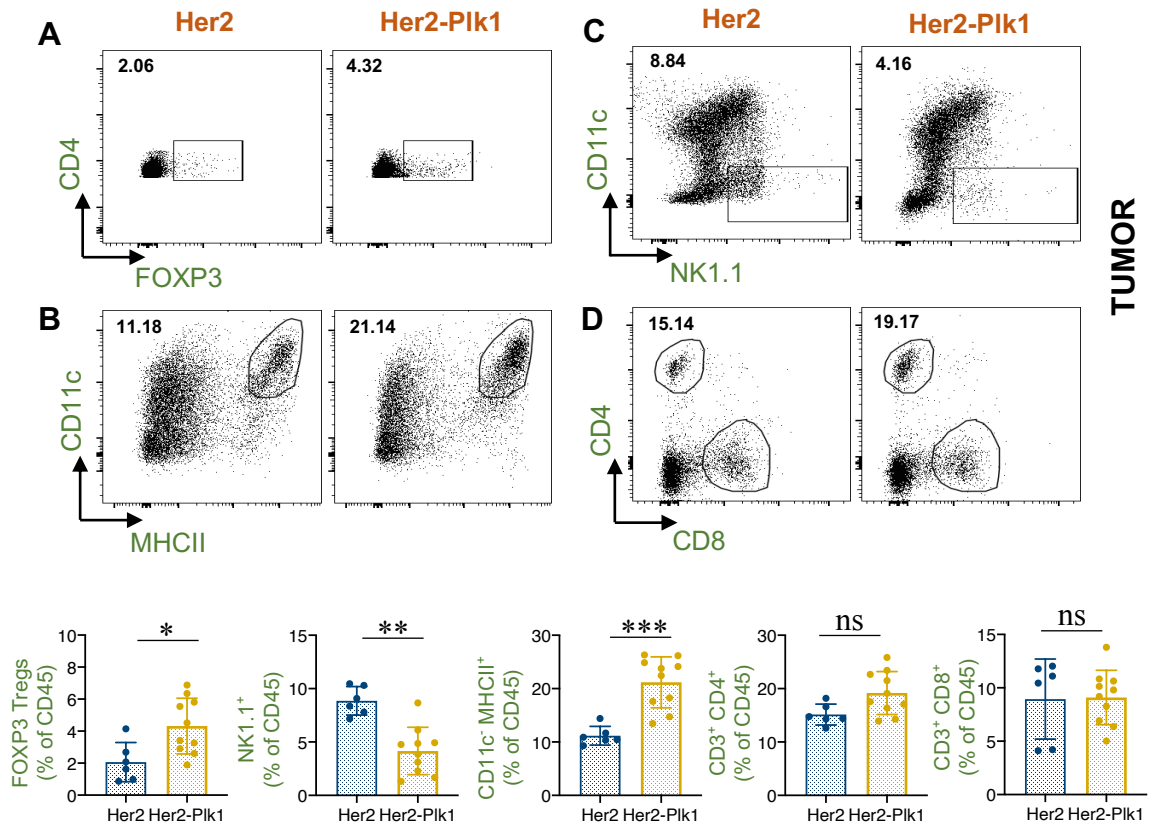 Her2
Her2-Plk1
Her2
Her2-Plk1
A
2.06
4.32
CD4
FOXP3
C
8.84
4.16
CD11c
NK1.1
TUMOR
B
11.18
21.14
CD11c
MHCII
D
15.14
19.17
CD4
CD8
FOXP3 Tregs
(% of CD45)
10
8
6
4
2
0
*
Her2 Her2-Plk1
NK1.1⁺
(% of CD45)
15
10
5
0
**
Her2 Her2-Plk1
CD11c⁻ MHCII⁺
(% of CD45)
30
20
10
0
***
Her2 Her2-Plk1
CD3⁺ CD4⁺
(% of CD45)
30
20
10
0
ns
Her2 Her2-Plk1
CD3⁺ CD8⁺
(% of CD45)
15
10
5
0
ns
Her2 Her2-Plk1